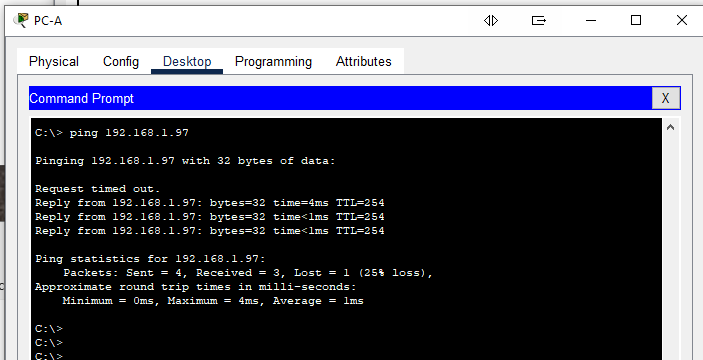 PC-A
Physical Config Desktop Programming Attributes
Command Prompt X
C:\> ping 192.168.1.97
Pinging 192.168.1.97 with 32 bytes of data:
Request timed out.
Reply from 192.168.1.97: bytes=32 time=4ms TTL=254
Reply from 192.168.1.97: bytes=32 time<1ms TTL=254
Reply from 192.168.1.97: bytes=32 time<1ms TTL=254
Ping statistics for 192.168.1.97:
Packets: Sent = 4, Received = 3, Lost = 1 (25% loss),
Approximate round trip times in milli-seconds:
Minimum = 0ms, Maximum = 4ms, Average = 1ms
C:\>
C:\>
C:\>